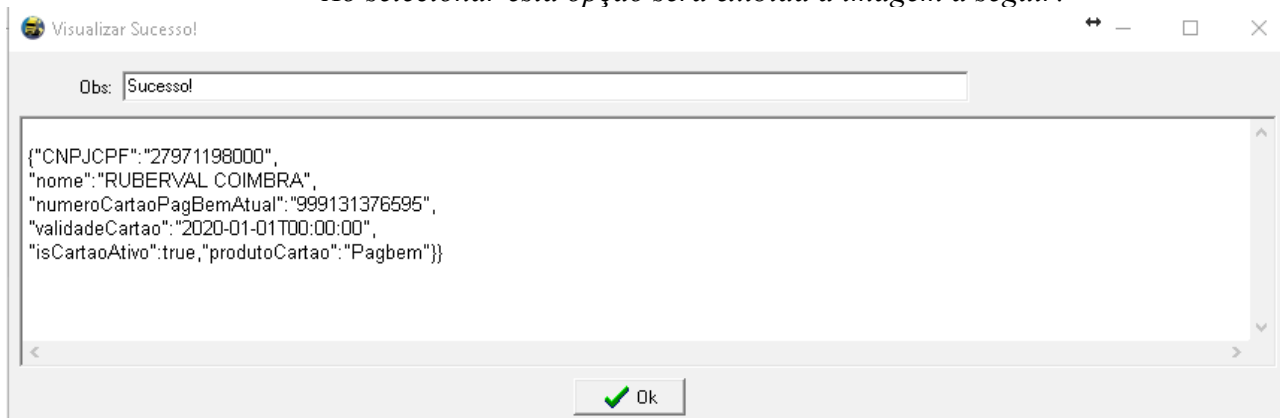 Ao selecionar esta opção será exibida a imagem a seguir:
Visualizar Sucesso!
Obs: Sucesso!
{"CNPJCPF":"27971198000",
"nome":"RUBERVAL COIMBRA",
"numeroCartaoPagBemAtual":"999131376595",
"validadeCartao":"2020-01-01T00:00:00",
"isCartaoAtivo":true,"produtoCartao":"Pagbem"}}
Ok